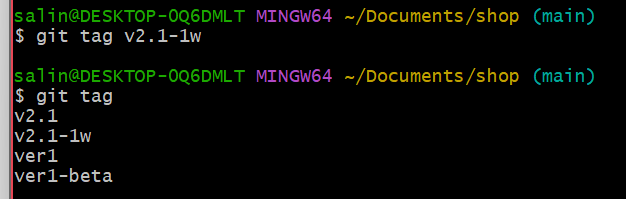 salin@DESKTOP-OQ6DMLT MINGW64 ~/Documents/shop (main)
$ git tag v2.1-1w
salin@DESKTOP-OQ6DMLT MINGW64 ~/Documents/shop (main)
$ git tag
v2.1
v2.1-1w
ver1
ver1-beta